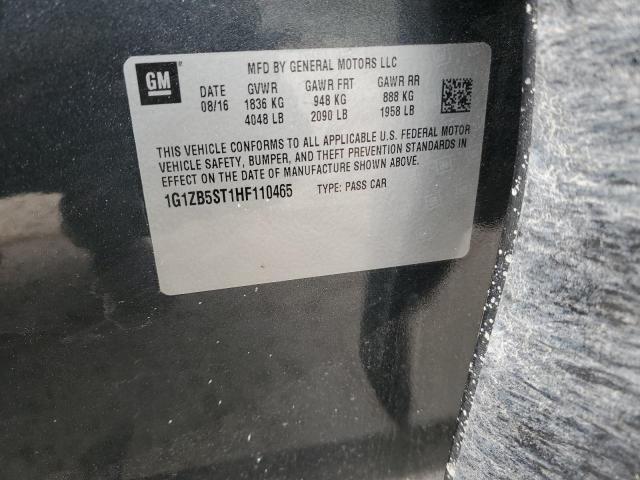 GM
MFD BY GENERAL MOTORS LLC
DATE GVWR GAWR FRT GAWR RR
08/16 1836 KG 948 KG 888 KG
4048 LB 2090 LB 1958 LB
THIS VEHICLE CONFORMS TO ALL APPLICABLE U.S. FEDERAL MOTOR
VEHICLE SAFETY, BUMPER, AND THEFT PREVENTION STANDARDS IN
EFFECT ON THE DATE OF MANUFACTURE SHOWN ABOVE.
1G1ZB5ST1HF110465 TYPE: PASS CAR